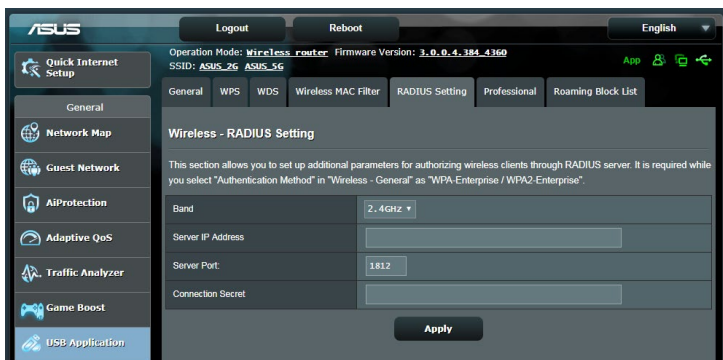 ASUS
Logout
Reboot
English
Quick Internet
Setup
Operation Mode: Wireless router Firmware Version: 3.0.0.4.384_4360
SSID: ASUS_2G ASUS_5G
App
General WPS WDS Wireless MAC Filter RADIUS Setting Professional Roaming Block List
General
Network Map
Guest Network
AiProtection
Adaptive QoS
Traffic Analyzer
Game Boost
USB Application
Wireless - RADIUS Setting
This section allows you to set up additional parameters for authorizing wireless clients through RADIUS server. It is required while
you select "Authentication Method" in "Wireless - General" as "WPA-Enterprise / WPA2-Enterprise".
Band 2.4GHz
Server IP Address
Server Port: 1812
Connection Secret
Apply